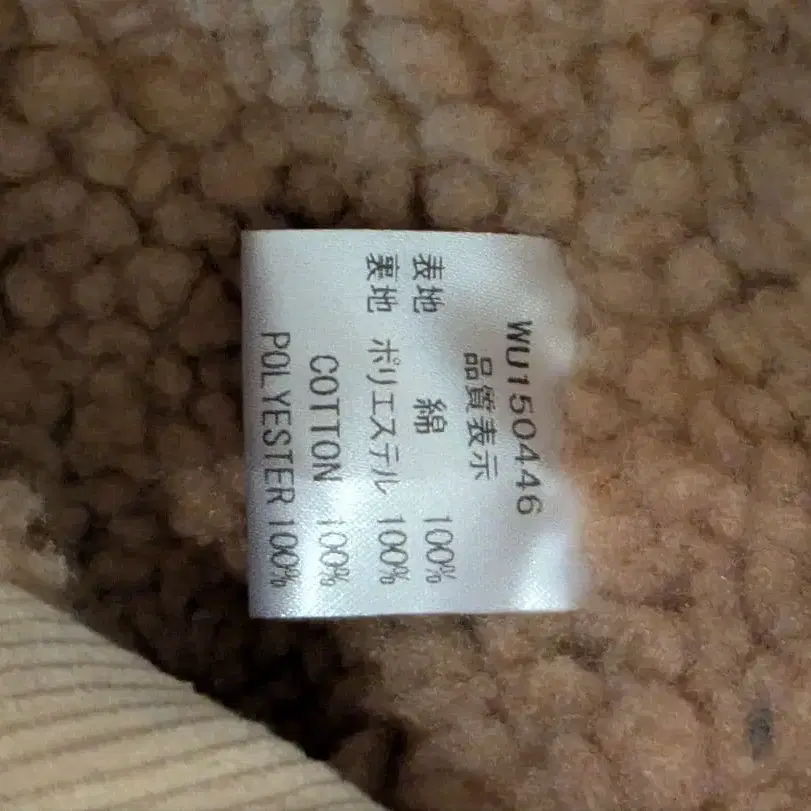 WU150446
品質表示
表地 綿 100%
裏地 ポリエステル 100%
COTTON 100%
POLYESTER 100%